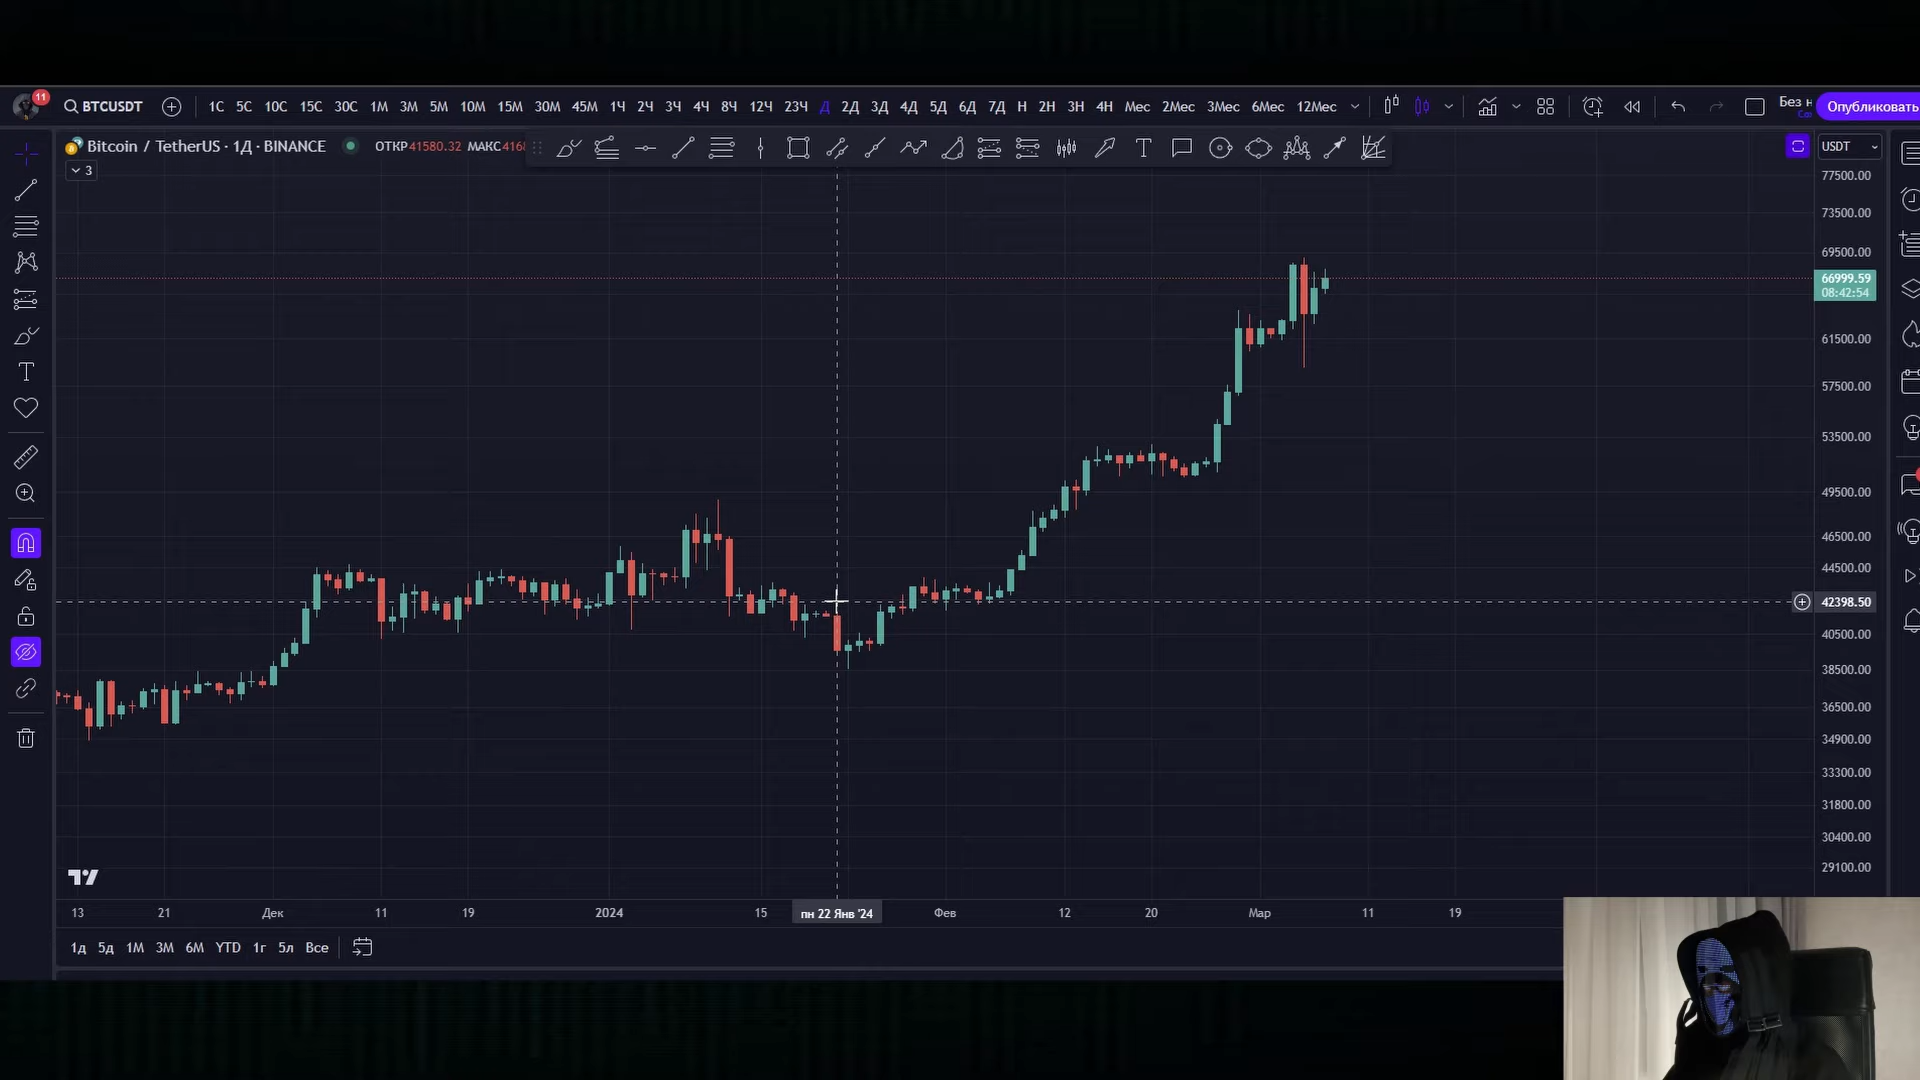 11
BTCUSDT
1С 5С 10С 15С 30С 1М 3М 5М 10М 15М 30М 45М 1Ч 2Ч 3Ч 4Ч 8Ч 12Ч 23Ч Д 2Д 3Д 4Д 5Д 6Д 7Д Н 2Н 3Н 4Н Мес 2Мес 3Мес 6Мес 12Мес
Без н
Опубликовать
Bitcoin / TetherUS · 1Д · BINANCE
ОТКР41580.32 МАКС4168
USDT
3
77500.00
73500.00
69500.00
66999.59
08:42:54
61500.00
57500.00
53500.00
49500.00
46500.00
44500.00
42398.50
40500.00
38500.00
36500.00
34900.00
33300.00
31800.00
30400.00
29100.00
13 21 Дек 11 19 2024 15 пн 22 Янв '24 Фев 12 20 Мар 11 19
1д 5д 1М 3М 6М YTD 1г 5л Все